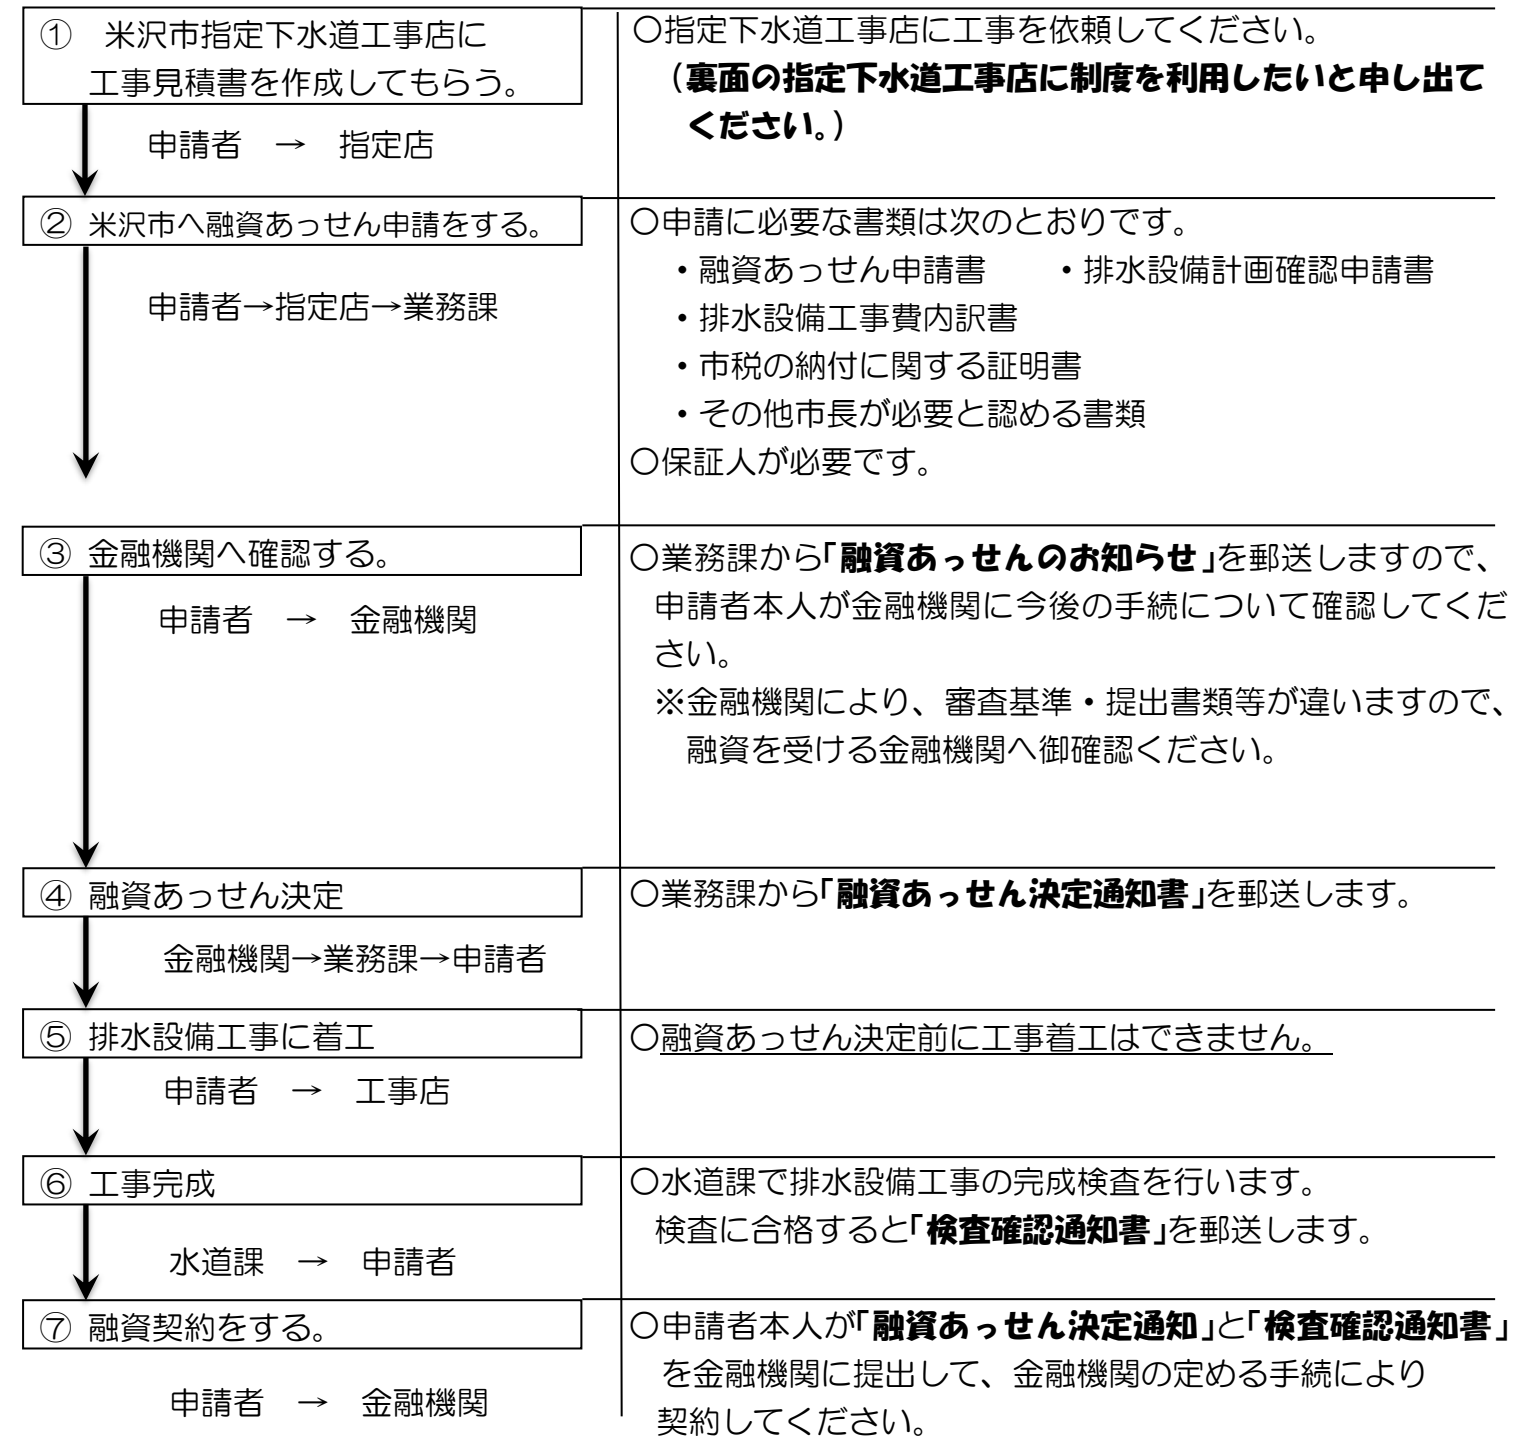 ① 米沢市指定下水道工事店に
工事見積書を作成してもらう。
申請者 → 指定店
〇指定下水道工事店に工事を依頼してください。
（裏面の指定下水道工事店に制度を利用したいと申し出て
ください。）
② 米沢市へ融資あっせん申請をする。
申請者→指定店→業務課
〇申請に必要な書類は次のとおりです。
・融資あっせん申請書 ・排水設備計画確認申請書
・排水設備工事費内訳書
・市税の納付に関する証明書
・その他市長が必要と認める書類
〇保証人が必要です。
③ 金融機関へ確認する。
申請者 → 金融機関
〇業務課から「融資あっせんのお知らせ」を郵送しますので、
申請者本人が金融機関に今後の手続について確認してくだ
さい。
※金融機関により、審査基準・提出書類等が違いますので、
融資を受ける金融機関へ御確認ください。
④ 融資あっせん決定
金融機関→業務課→申請者
〇業務課から「融資あっせん決定通知書」を郵送します。
⑤ 排水設備工事に着工
申請者 → 工事店
〇融資あっせん決定前に工事着工はできません。
⑥ 工事完成
水道課 → 申請者
〇水道課で排水設備工事の完成検査を行います。
検査に合格すると「検査確認通知書」を郵送します。
⑦ 融資契約をする。
申請者 → 金融機関
〇申請者本人が「融資あっせん決定通知」と「検査確認通知書」
を金融機関に提出して、金融機関の定める手続により
契約してください。